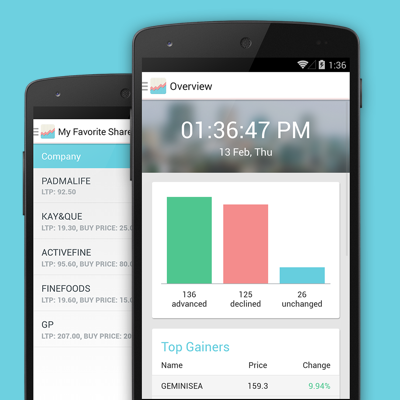 My Favorite Share
Company
PADMALIFE
LTP: 92.50
KAY&QUE
LTP: 19.30, BUY PRICE: 25.0
ACTIVEFINE
LTP: 95.60, BUY PRICE: 80,0
FINEFOODS
LTP: 19.60, BUY PRICE: 15.0
GP
LTP: 207.00, BUY PRICE: 20
1:36
Overview
01:36:47 PM
13 Feb, Thu
136 125 26
advanced declined unchanged
Top Gainers
Name Price Change
GEMINISEA 159.3 9.94%